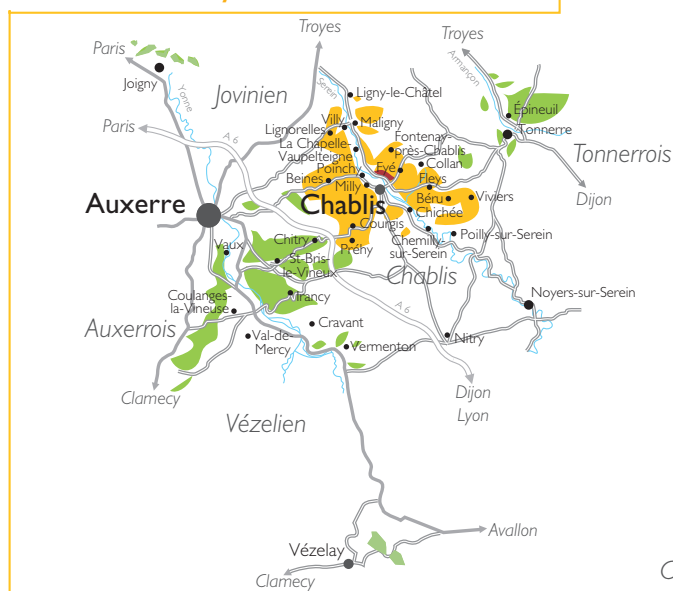 Troyes
Troyes
Paris
Joigny
Yonne
Jovinien
Serein
Armançon
Ligny-le-Châtel
Épineuil
Paris
A 6
Villy
Maligny
Lignorelles
La Chapelle-
Vaupelteigne
Fontenay-
près-Chablis
Tonnerre
Poinchy
Fyé
Collan
Tonnerrois
Beines
Milly
Fleys
Dijon
Auxerre
Chablis
Béru
Viviers
Chichée
Courgis
Vaux
Chitry
Préhy
Chemilly-
sur-Serein
Poilly-sur-Serein
St-Bris-
le-Vineux
Chablis
Irancy
Noyers-sur-Serein
Coulanges-
la-Vineuse
A 6
Auxerrois
Cravant
Val-de-
Mercy
Vermenton
Nitry
Clamecy
Dijon
Lyon
Vézelien
Avallon
Vézelay
Clamecy